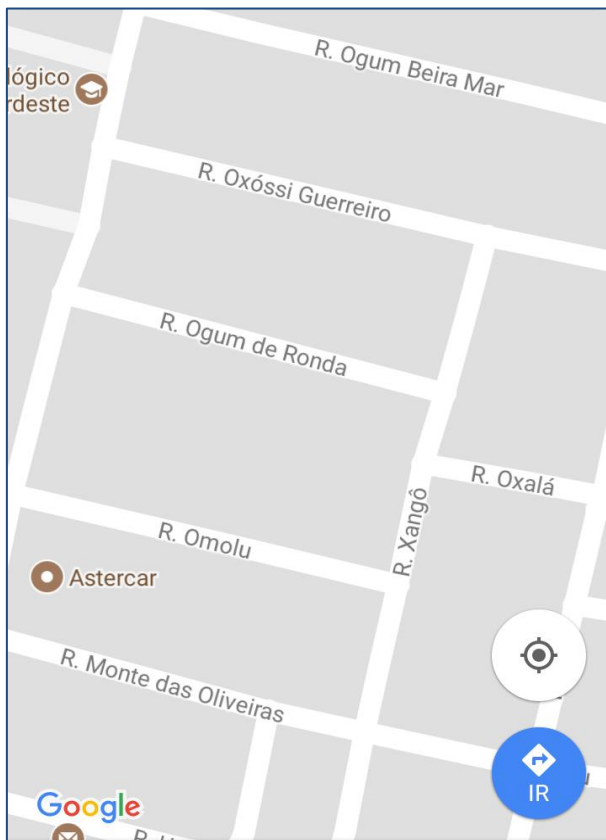 R. Ogum Beira Mar
lógico
rdeste
R. Oxóssi Guerreiro
R. Ogum de Ronda
R. Oxalá
R. Xangô
R. Omolu
Astercar
R. Monte das Oliveiras
IR
Google